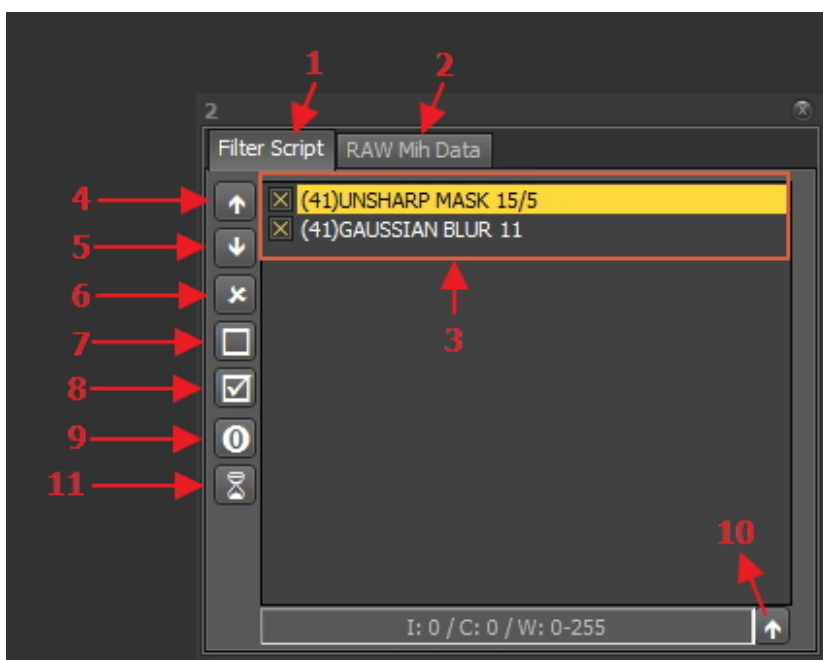 1
2
2
Filter Script
RAW Mih Data
4
(41)UNSHARP MASK 15/5
(41)GAUSSIAN BLUR 11
5
6
3
7
8
9
0
11
10
I: 0 / C: 0 / W: 0-255